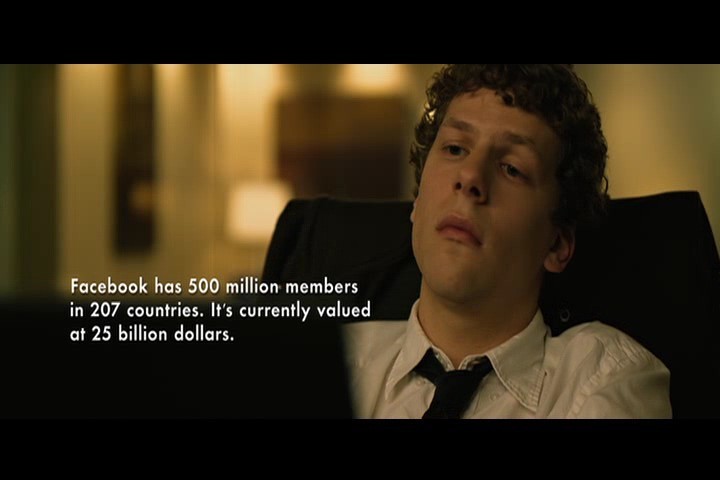 Facebook has 500 million members
in 207 countries. It's currently valued
at 25 billion dollars.